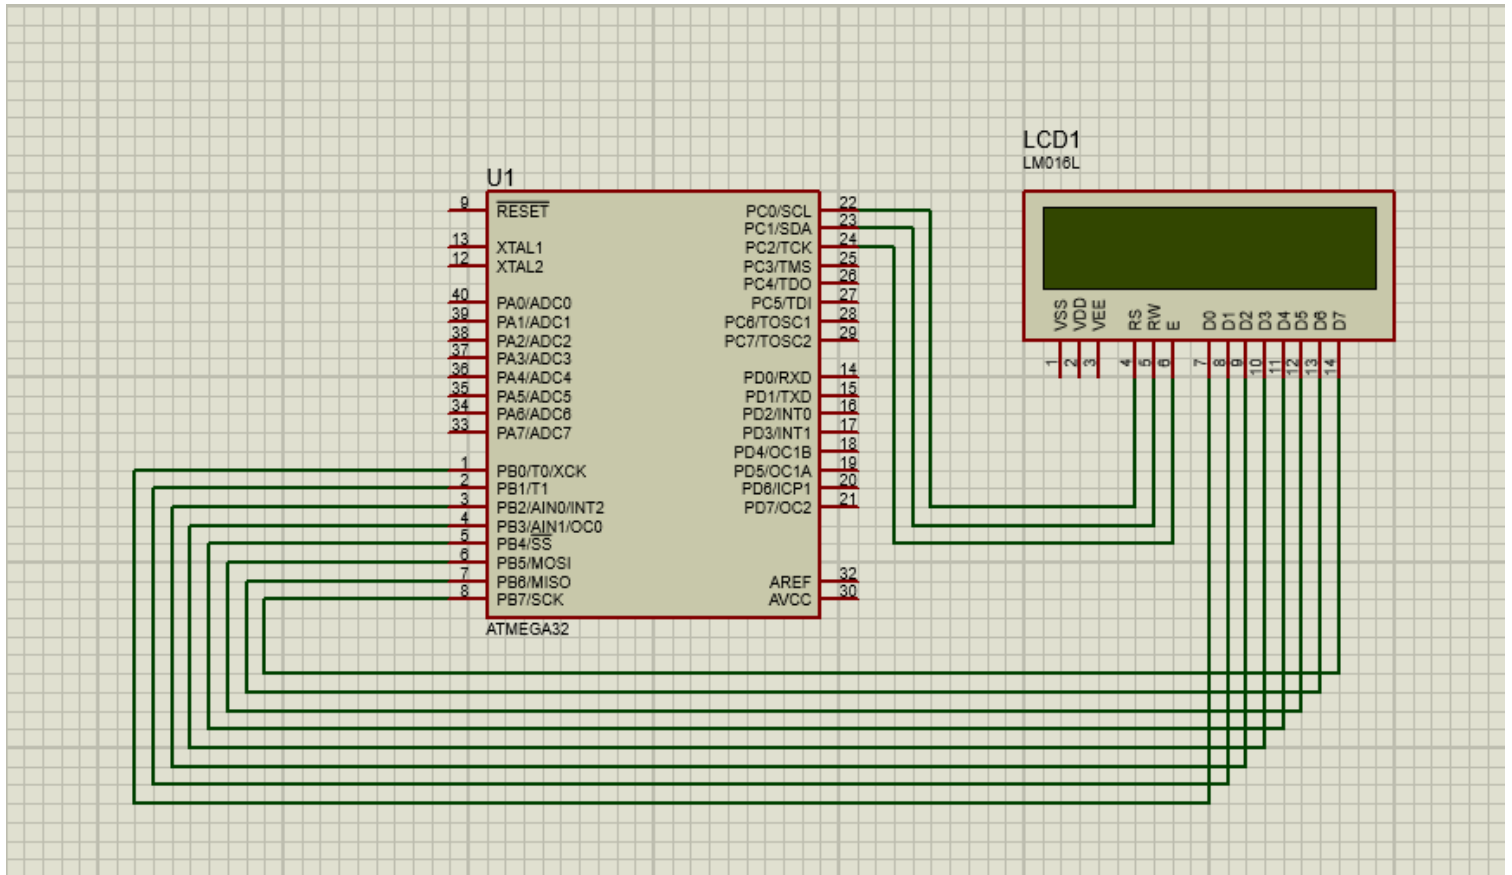 U1
9 RESET
13 XTAL1
12 XTAL2
40 PA0/ADC0
39 PA1/ADC1
38 PA2/ADC2
37 PA3/ADC3
36 PA4/ADC4
35 PA5/ADC5
34 PA6/ADC6
33 PA7/ADC7
1 PB0/T0/XCK
2 PB1/T1
3 PB2/AIN0/INT2
4 PB3/AIN1/OC0
5 PB4/SS
6 PB5/MOSI
7 PB6/MISO
8 PB7/SCK
PC0/SCL 22
PC1/SDA 23
PC2/TCK 24
PC3/TMS 25
PC4/TDO 26
PC5/TDI 27
PC6/TOSC1 28
PC7/TOSC2 29
PD0/RXD 14
PD1/TXD 15
PD2/INT0 16
PD3/INT1 17
PD4/OC1B 18
PD5/OC1A 19
PD6/ICP1 20
PD7/OC2 21
AREF 32
AVCC 30
ATMEGA32
LCD1
LM016L
VSS VDD VEE RS RW E D0 D1 D2 D3 D4 D5 D6 D7
1 2 3 4 5 6 7 8 9 10 11 12 13 14